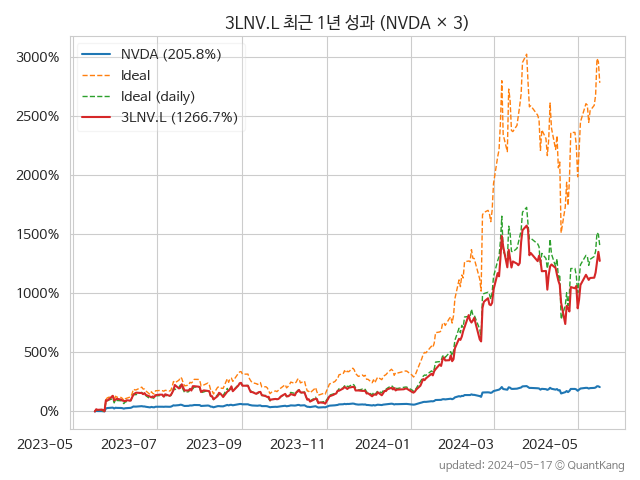 3LNV.L 최근 1년 성과 (NVDA × 3)
NVDA (205.8%)
Ideal
Ideal (daily)
3LNV.L (1266.7%)
3000%
2500%
2000%
1500%
1000%
500%
0%
2023-05 2023-07 2023-09 2023-11 2024-01 2024-03 2024-05
updated: 2024-05-17 © QuantKang